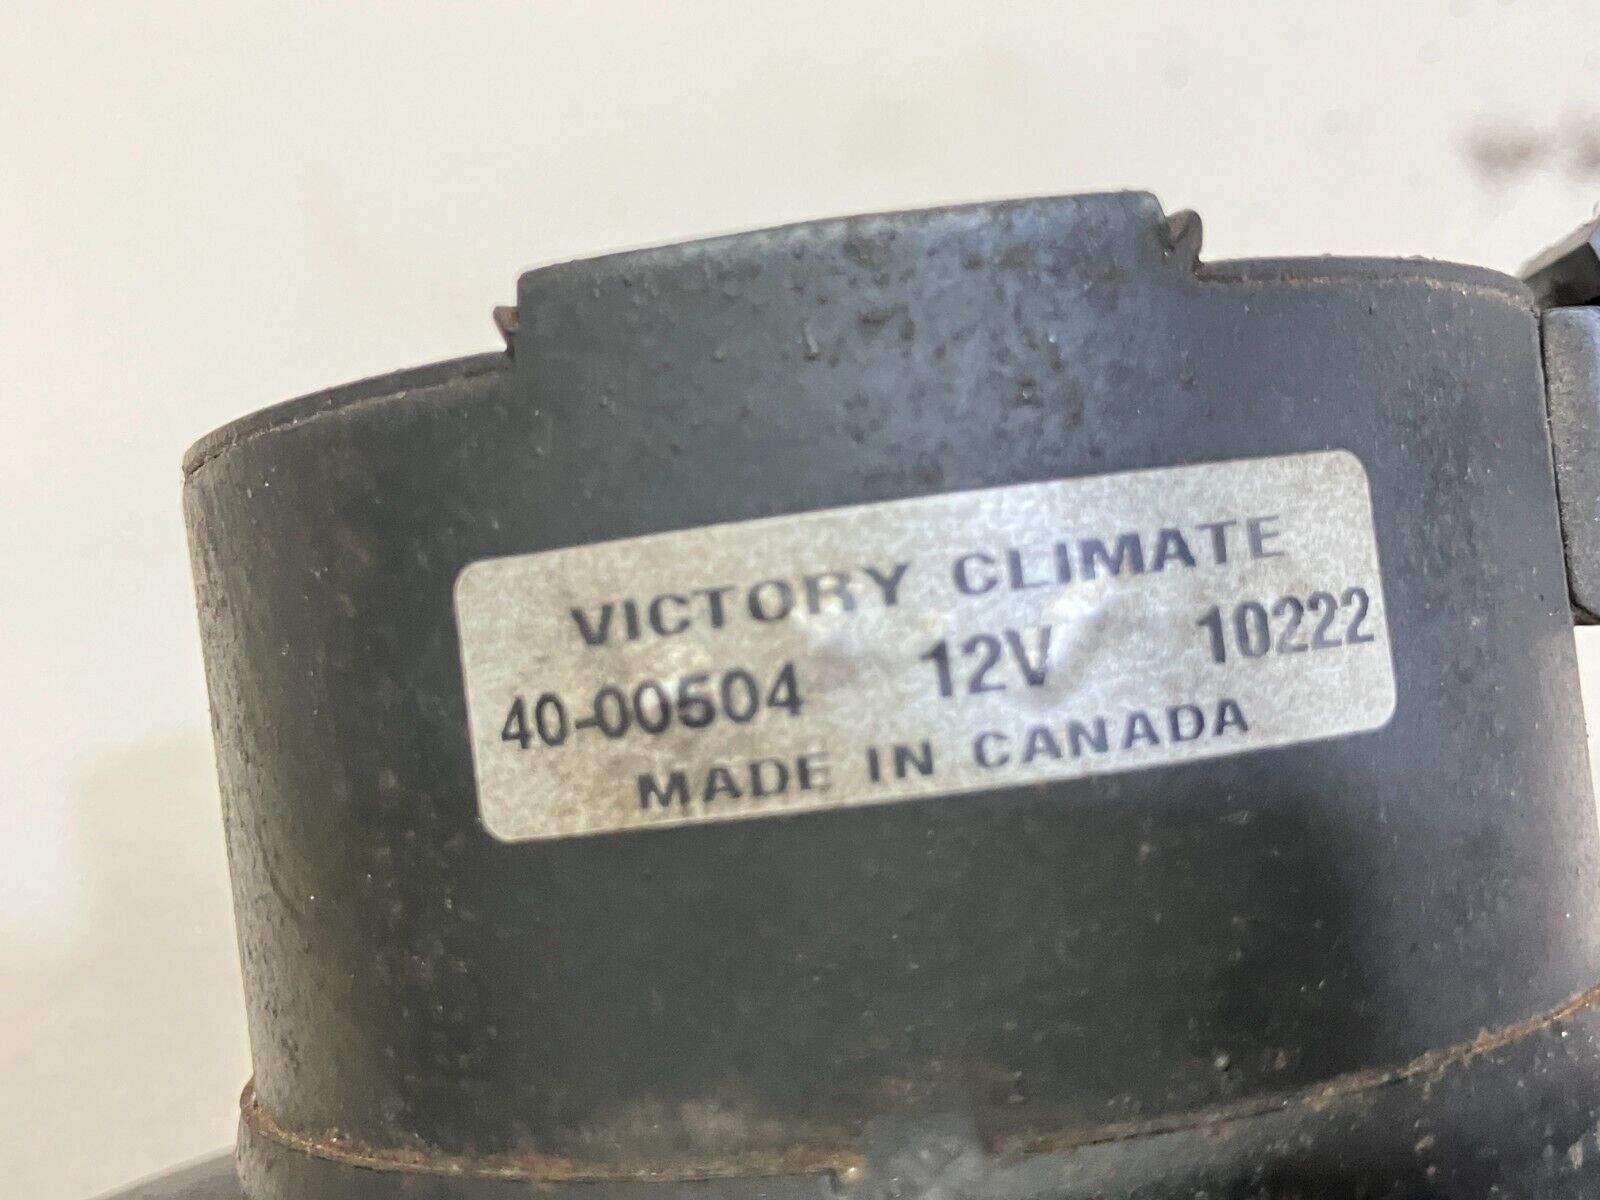 VICTORY CLIMATE
40-00504 12V 10222
MADE IN CANADA